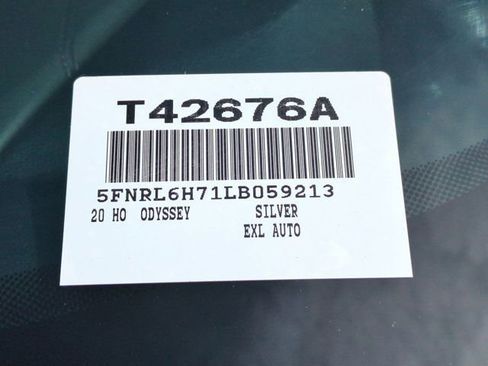 T42676A
5FNRL6H71LB059213
20 HO ODYSSEY SILVER
EXL AUTO